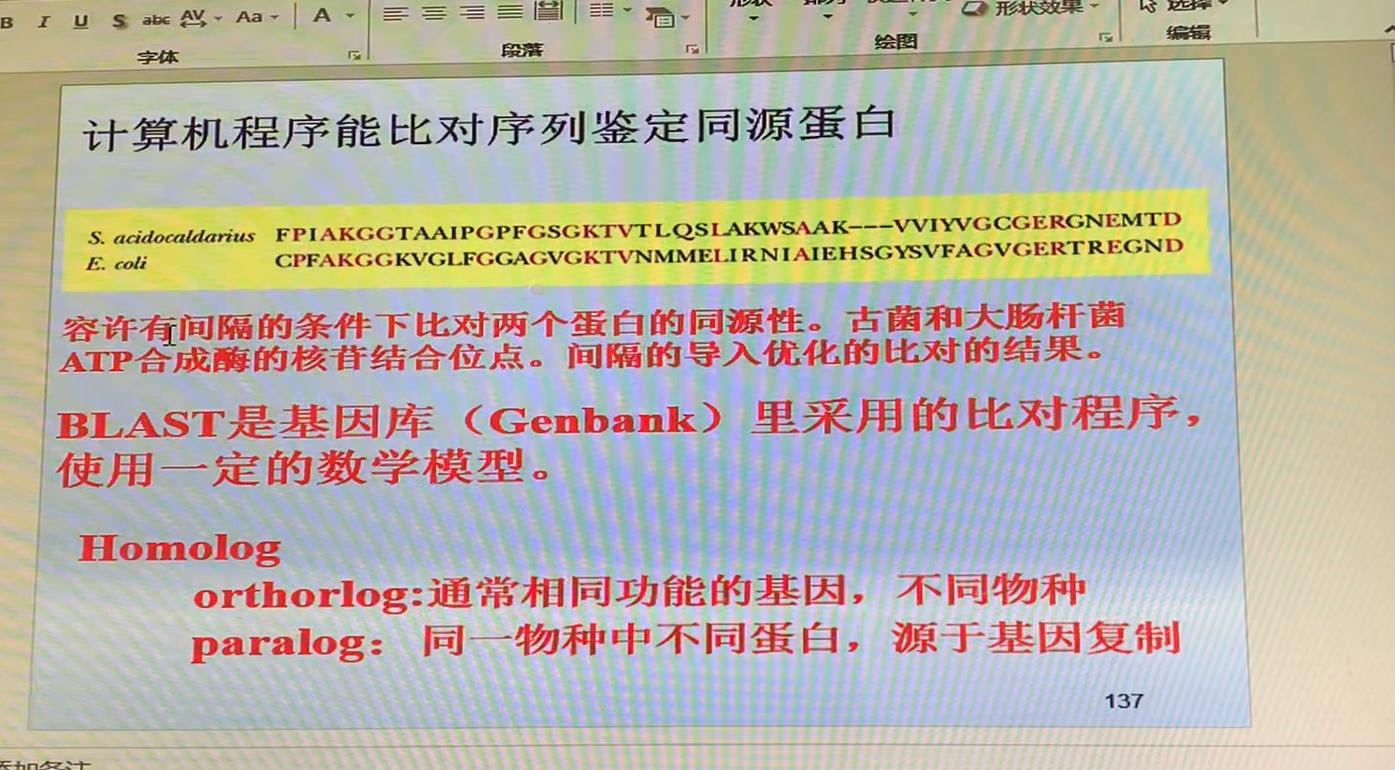 B I U S abc AV Aa A
字体
段落
绘图
形状效果
选择
编辑
计算机程序能比对序列鉴定同源蛋白
S. acidocaldarius FPIAKGGTAAIPGPFGSGKTVTLQSLAKWSAAK---VVIYVGCGERGNEMTD
E. coli CPFAKGGKVGLFGGAGVGKTVNMMELIRNIAIEHSGYSVFAGVGERTREGND
容许有间隔的条件下比对两个蛋白的同源性。古菌和大肠杆菌
ATP合成酶的核苷结合位点。间隔的导入优化的比对的结果。
BLAST是基因库（Genbank）里采用的比对程序，
使用一定的数学模型。
Homolog
orthorlog:通常相同功能的基因，不同物种
paralog：同一物种中不同蛋白，源于基因复制
137